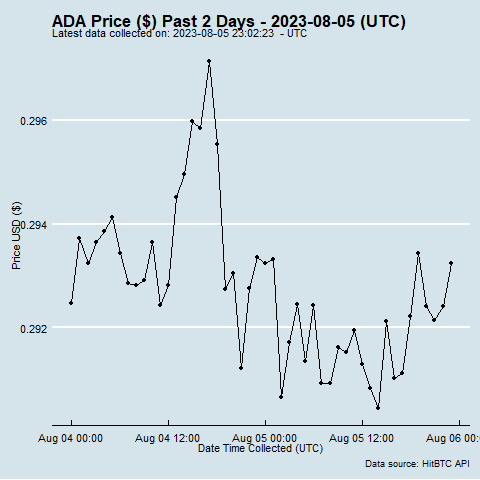 ADA Price ($) Past 2 Days - 2023-08-05 (UTC)
Latest data collected on: 2023-08-05 23:02:23 - UTC
0.296
0.294
0.292
Price USD ($)
Aug 04 00:00 Aug 04 12:00 Aug 05 00:00 Aug 05 12:00 Aug 06 00:0
Date Time Collected (UTC)
Data source: HitBTC API